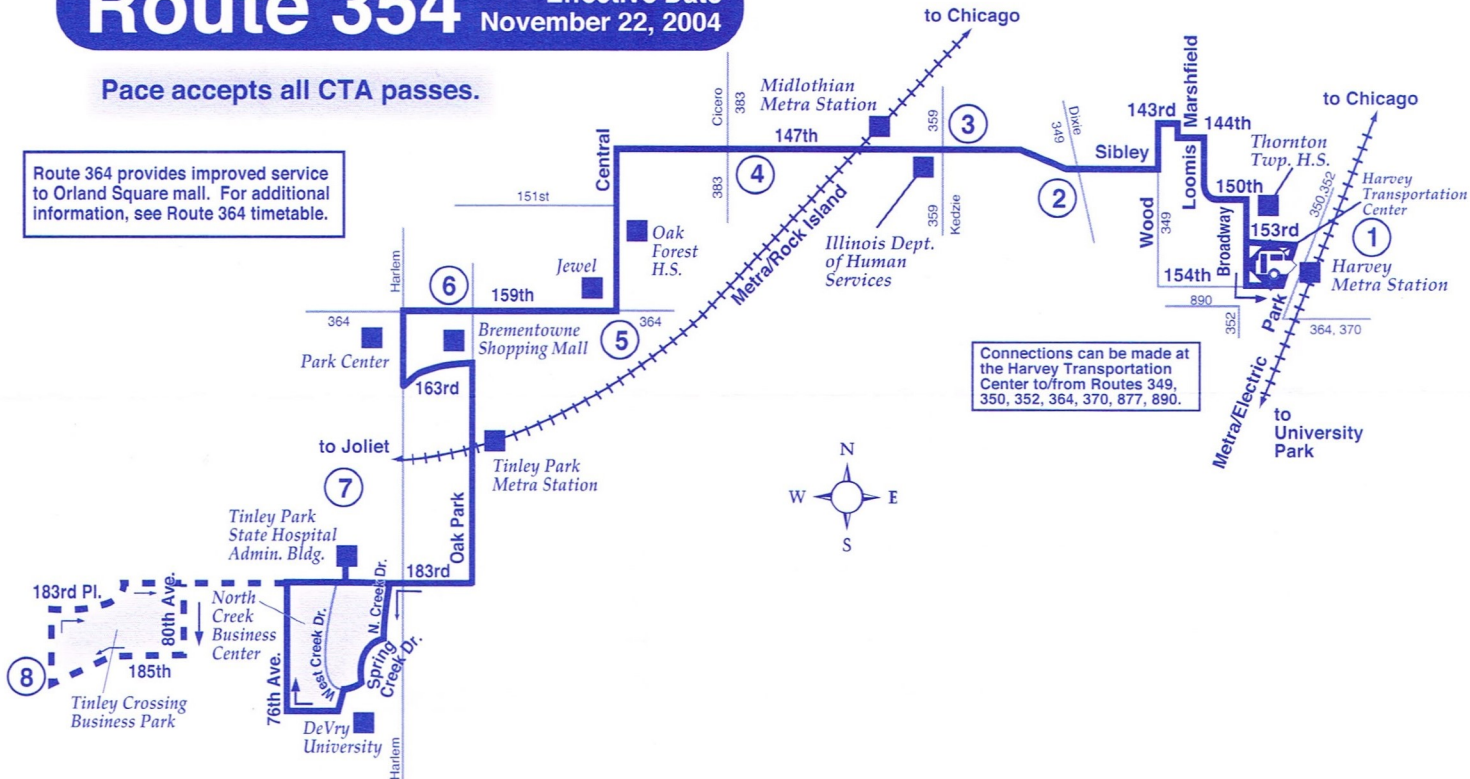 Route 354
Effective Date
November 22, 2004
Pace accepts all CTA passes.
Route 364 provides improved service
to Orland Square mall. For additional
information, see Route 364 timetable.
to Chicago
Midlothian
Metra Station
Cicero
383
383
147th
359
3
359
Kedzie
4
Central
151st
Oak
Forest
H.S.
Jewel
Metra/Rock Island
Illinois Dept.
of Human
Services
Dixie
349
2
Sibley
143rd
Marshfield
144th
Loomis
Wood
349
150th
Thornton
Twp. H.S.
to Chicago
350,352
Harvey
Transportation
Center
1
153rd
Broadway
154th
Harvey
Metra Station
890
352
Park
364, 370
Connections can be made at
the Harvey Transportation
Center to/from Routes 349,
350, 352, 364, 370, 877, 890.
Metra/Electric
to
University
Park
Harlem
6
159th
364
364
5
Park Center
Brementowne
Shopping Mall
163rd
to Joliet
Tinley Park
Metra Station
7
Oak Park
N
W
E
S
Tinley Park
State Hospital
Admin. Bldg.
183rd
183rd Pl.
80th Ave.
North
Creek
Business
Center
West Creek Dr.
N. Creek Dr.
Spring
Creek Dr.
76th Ave.
185th
8
Tinley Crossing
Business Park
DeVry
University
Harlem